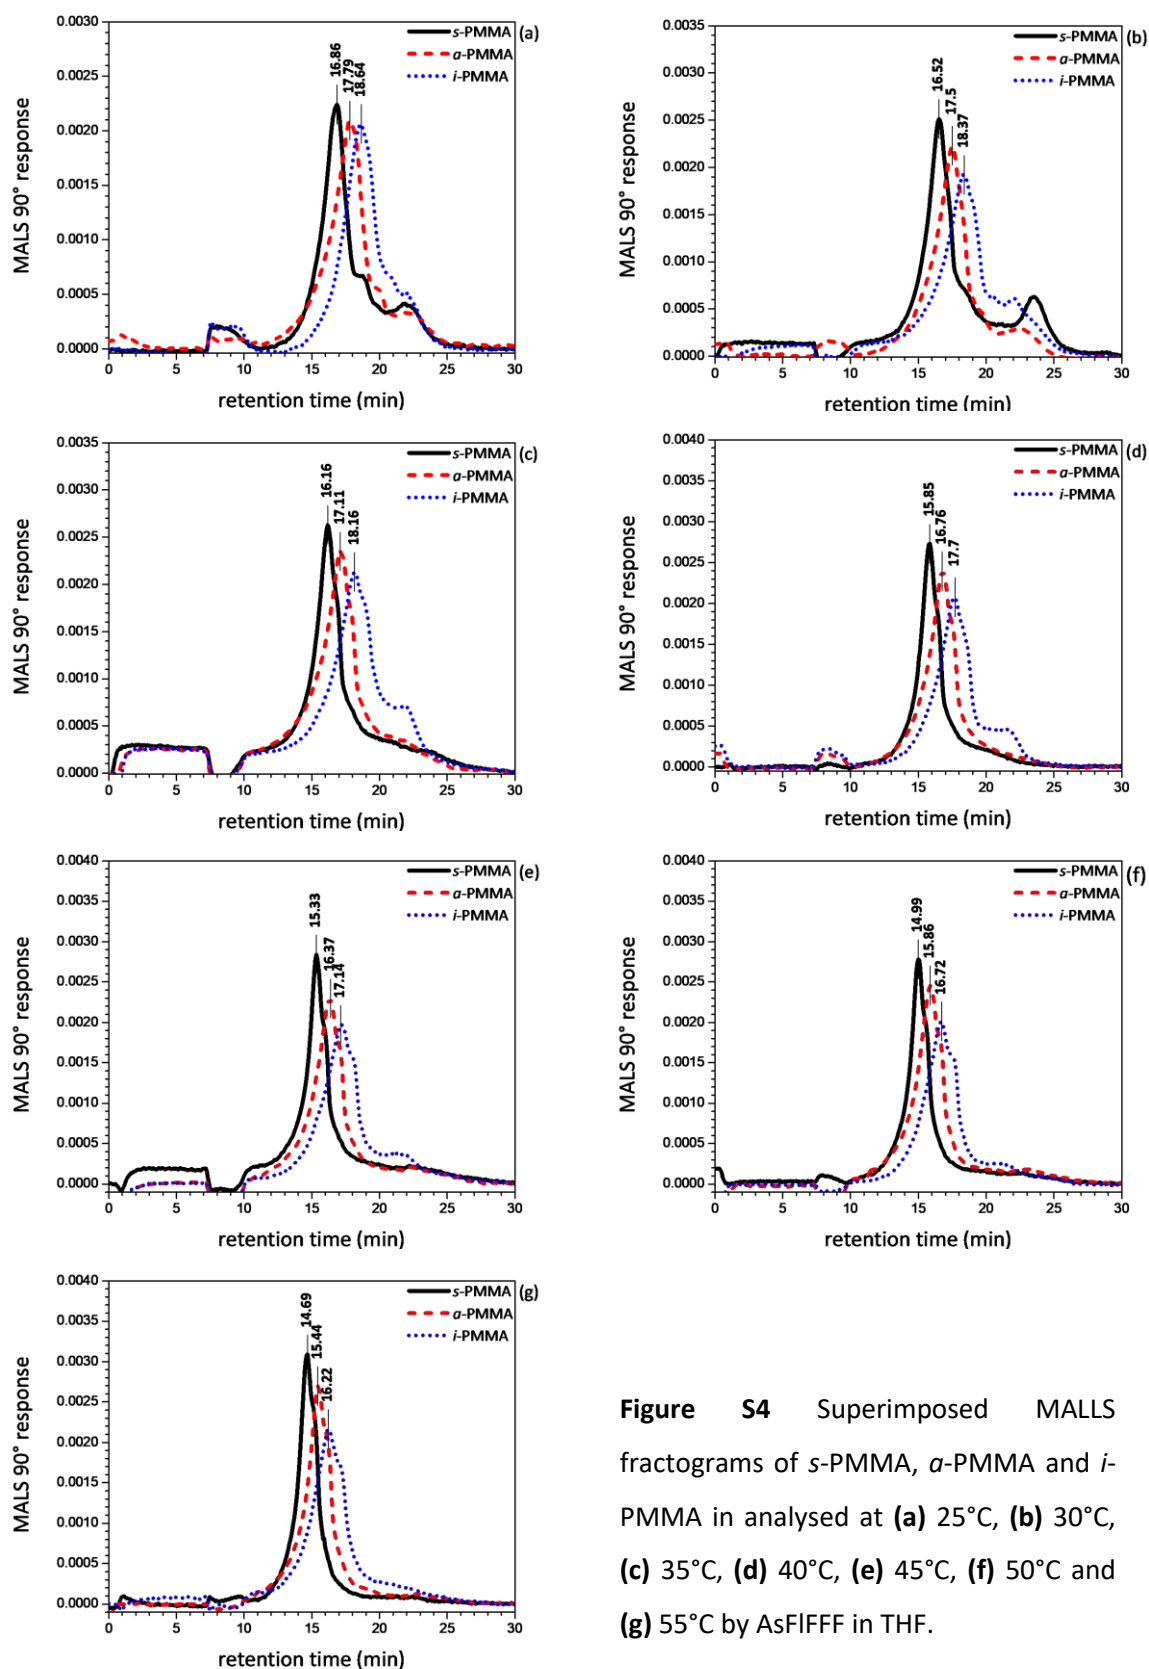 0.0030
0.0025
0.0020
0.0015
0.0010
0.0005
0.0000
MALS 90° response
0 5 10 15 20 25 30
retention time (min)
s-PMMA
a-PMMA
i-PMMA
(a)
16.86
17.79
18.64
0.0035
0.0030
0.0025
0.0020
0.0015
0.0010
0.0005
0.0000
MALS 90° response
0 5 10 15 20 25 30
retention time (min)
s-PMMA
a-PMMA
i-PMMA
(b)
16.52
17.5
18.37
0.0035
0.0030
0.0025
0.0020
0.0015
0.0010
0.0005
0.0000
MALS 90° response
0 5 10 15 20 25 30
retention time (min)
s-PMMA
a-PMMA
i-PMMA
(c)
16.16
17.11
18.16
0.0040
0.0035
0.0030
0.0025
0.0020
0.0015
0.0010
0.0005
0.0000
MALS 90° response
0 5 10 15 20 25 30
retention time (min)
s-PMMA
a-PMMA
i-PMMA
(d)
15.85
16.76
17.7
0.0040
0.0035
0.0030
0.0025
0.0020
0.0015
0.0010
0.0005
0.0000
MALS 90° response
0 5 10 15 20 25 30
retention time (min)
s-PMMA
a-PMMA
i-PMMA
(e)
15.33
16.37
17.14
0.0040
0.0035
0.0030
0.0025
0.0020
0.0015
0.0010
0.0005
0.0000
MALS 90° response
0 5 10 15 20 25 30
retention time (min)
s-PMMA
a-PMMA
i-PMMA
(f)
14.99
15.86
16.72
0.0040
0.0035
0.0030
0.0025
0.0020
0.0015
0.0010
0.0005
0.0000
MALS 90° response
0 5 10 15 20 25 30
retention time (min)
s-PMMA
a-PMMA
i-PMMA
(g)
14.69
15.44
16.22
Figure S4 Superimposed MALLS
fractograms of s-PMMA, a-PMMA and i-
PMMA in analysed at (a) 25°C, (b) 30°C,
(c) 35°C, (d) 40°C, (e) 45°C, (f) 50°C and
(g) 55°C by AsFlFFF in THF.